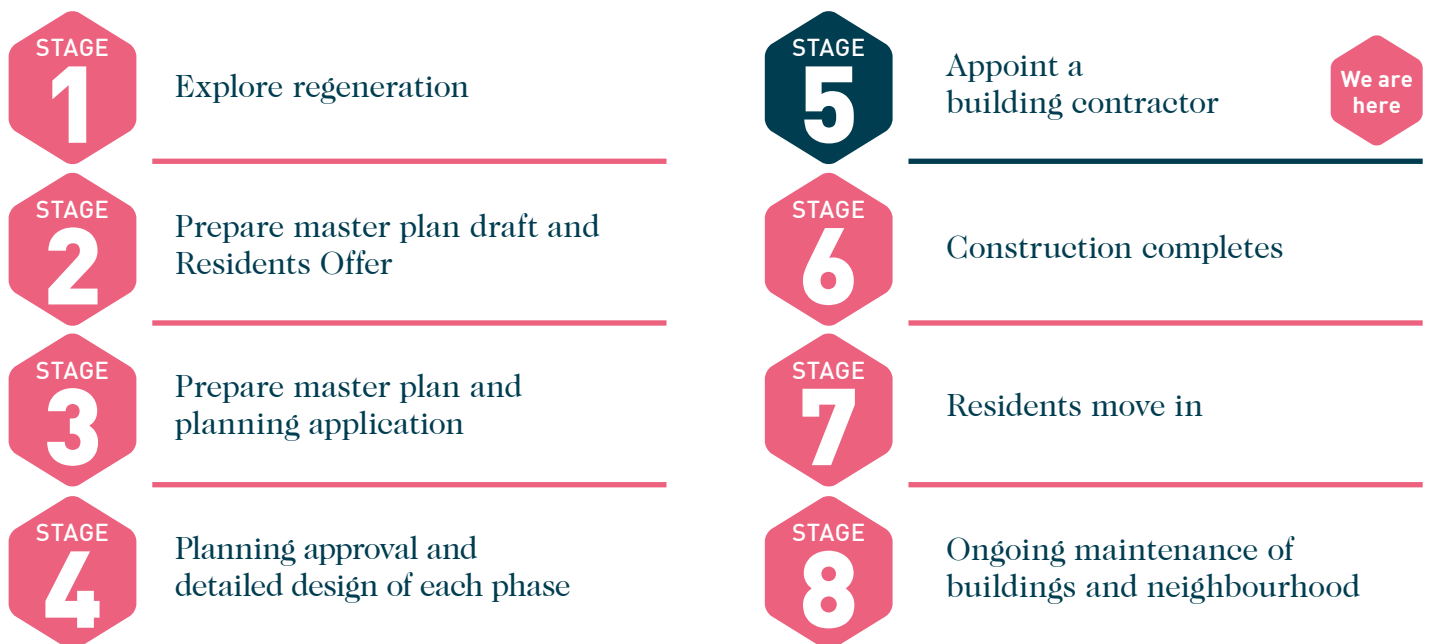 STAGE
1
Explore regeneration
STAGE
2
Prepare master plan draft and
Residents Offer
STAGE
3
Prepare master plan and
planning application
STAGE
4
Planning approval and
detailed design of each phase
STAGE
5
Appoint a
building contractor
We are
here
STAGE
6
Construction completes
STAGE
7
Residents move in
STAGE
8
Ongoing maintenance of
buildings and neighbourhood